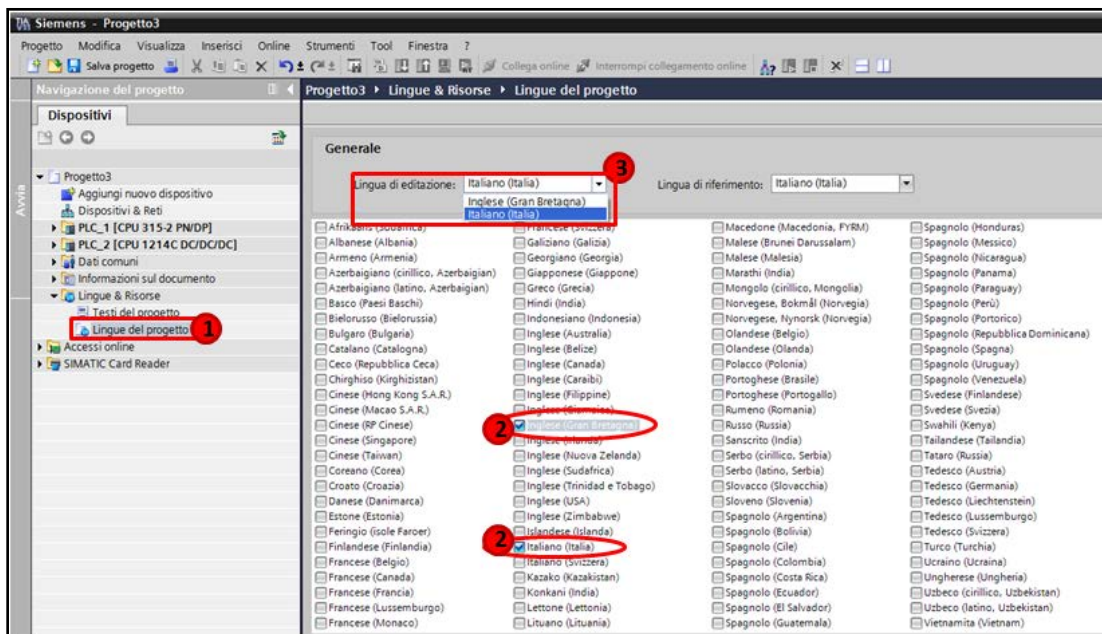 Siemens - Progetto3
Progetto Modifica Visualizza Inserisci Online Strumenti Tool Finestra ?
Salva progetto Collega online Interrompi collegamento online
Navigazione del progetto
Progetto3 Lingue & Risorse Lingue del progetto
Dispositivi
Avvia
Progetto3
Aggiungi nuovo dispositivo
Dispositivi & Reti
PLC_1 [CPU 315-2 PN/DP]
PLC_2 [CPU 1214C DC/DC/DC]
Dati comuni
Informazioni sul documento
Lingue & Risorse
Testi del progetto
Lingue del progetto
1
Accessi online
SIMATIC Card Reader
Generale
3
Lingua di editazione: Italiano (Italia)
Inglese (Gran Bretagna)
Italiano (Italia)
Lingua di riferimento: Italiano (Italia)
Afrikaans (Sudafrica)
Albanese (Albania)
Armeno (Armenia)
Azerbaigiano (cirillico, Azerbaigian)
Azerbaigiano (latino, Azerbaigian)
Basco (Paesi Baschi)
Bielorusso (Bielorussia)
Bulgaro (Bulgaria)
Catalano (Catalogna)
Ceco (Repubblica Ceca)
Chirghiso (Kirghizistan)
Cinese (Hong Kong S.A.R.)
Cinese (Macao S.A.R.)
Cinese (RP Cinese)
Cinese (Singapore)
Cinese (Taiwan)
Coreano (Corea)
Croato (Croazia)
Danese (Danimarca)
Estone (Estonia)
Feringio (isole Faroer)
Finlandese (Finlandia)
Francese (Belgio)
Francese (Canada)
Francese (Francia)
Francese (Lussemburgo)
Francese (Monaco)
Francese (Svizzera)
Galiziano (Galizia)
Georgiano (Georgia)
Giapponese (Giappone)
Greco (Grecia)
Hindi (India)
Indonesiano (Indonesia)
Inglese (Australia)
Inglese (Belize)
Inglese (Canada)
Inglese (Caraibi)
Inglese (Filippine)
Inglese (Giamaica)
2
Inglese (Gran Bretagna)
Inglese (Irlanda)
Inglese (Nuova Zelanda)
Inglese (Sudafrica)
Inglese (Trinidad e Tobago)
Inglese (USA)
Inglese (Zimbabwe)
Islandese (Islanda)
2
Italiano (Italia)
Italiano (Svizzera)
Kazako (Kazakistan)
Konkani (India)
Lettone (Lettonia)
Lituano (Lituania)
Macedone (Macedonia, FYRM)
Malese (Brunei Darussalam)
Malese (Malesia)
Marathi (India)
Mongolo (cirillico, Mongolia)
Norvegese, Bokmål (Norvegia)
Norvegese, Nynorsk (Norvegia)
Olandese (Belgio)
Olandese (Olanda)
Polacco (Polonia)
Portoghese (Brasile)
Portoghese (Portogallo)
Rumeno (Romania)
Russo (Russia)
Sanscrito (India)
Serbo (cirillico, Serbia)
Serbo (latino, Serbia)
Slovacco (Slovacchia)
Sloveno (Slovenia)
Spagnolo (Argentina)
Spagnolo (Bolivia)
Spagnolo (Cile)
Spagnolo (Colombia)
Spagnolo (Costa Rica)
Spagnolo (Ecuador)
Spagnolo (El Salvador)
Spagnolo (Guatemala)
Spagnolo (Honduras)
Spagnolo (Messico)
Spagnolo (Nicaragua)
Spagnolo (Panama)
Spagnolo (Paraguay)
Spagnolo (Perù)
Spagnolo (Portorico)
Spagnolo (Repubblica Dominicana)
Spagnolo (Spagna)
Spagnolo (Uruguay)
Spagnolo (Venezuela)
Svedese (Finlandese)
Svedese (Svezia)
Swahili (Kenya)
Tailandese (Tailandia)
Tataro (Russia)
Tedesco (Austria)
Tedesco (Germania)
Tedesco (Liechtenstein)
Tedesco (Lussemburgo)
Tedesco (Svizzera)
Turco (Turchia)
Ucraino (Ucraina)
Ungherese (Ungheria)
Uzbeco (cirillico, Uzbekistan)
Uzbeco (latino, Uzbekistan)
Vietnamita (Vietnam)